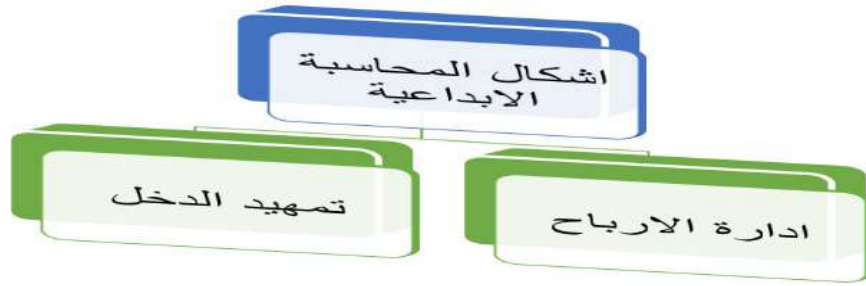 اشكال المحاسبة
الابداعية
ادارة الارباح
تمهيد الدخل